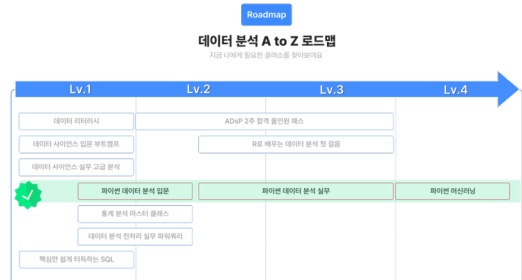 Roadmap
데이터 분석 A to Z 로드맵
지금 나에게 필요한 클래스를 찾아보아요
Lv.1 Lv.2 Lv.3 Lv.4
데이터 리터러시 ADsP 2주 합격 올인원 패스
데이터 사이언스 입문 부트캠프 R로 배우는 데이터 분석 첫 걸음
데이터 사이언스 실무 고급 분석
파이썬 데이터 분석 입문 파이썬 데이터 분석 실무 파이썬 머신러닝
통계 분석 마스터 클래스
데이터 분석 전처리 실무 파워쿼리
핵심만 쉽게 터득하는 SQL